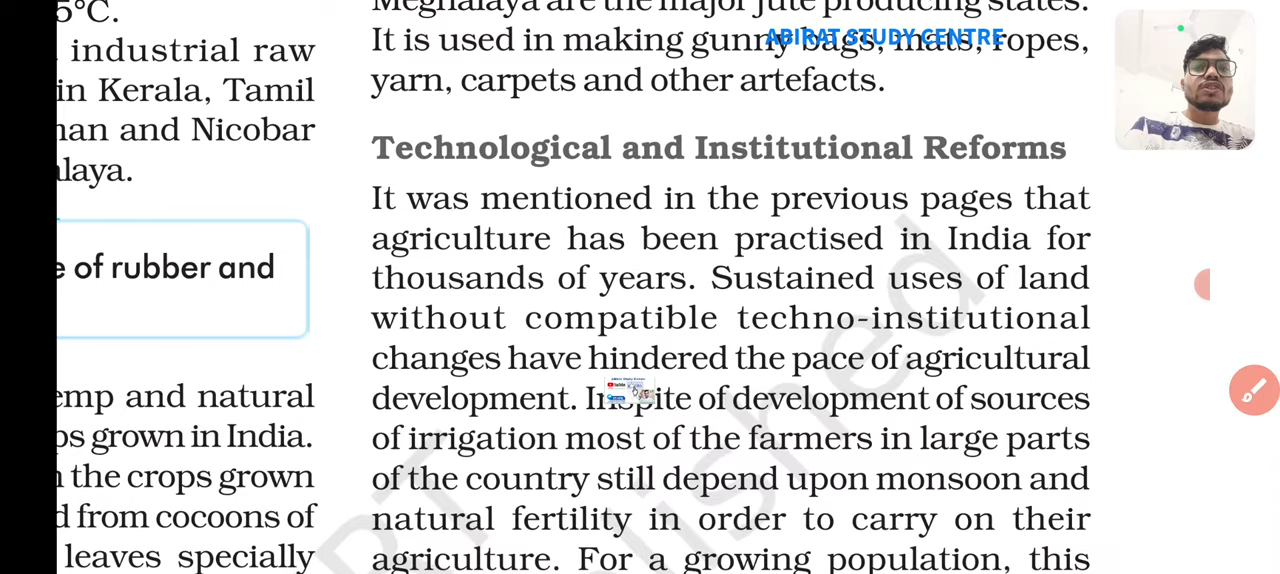 5°C.
industrial raw
in Kerala, Tamil
and Nicobar
e of rubber and
and natural
grown in India.
the crops grown
from cocoons of
leaves specially
Meghalaya are the major jute producing states.
It is used in making gunny bags, mats, ropes,
yarn, carpets and other artefacts.
ABIRAT STUDY CENTRE
Technological and Institutional Reforms
It was mentioned in the previous pages that
agriculture has been practised in India for
thousands of years. Sustained uses of land
without compatible techno-institutional
changes have hindered the pace of agricultural
development. Inspite of development of sources
of irrigation most of the farmers in large parts
of the country still depend upon monsoon and
natural fertility in order to carry on their
agriculture. For a growing population, this